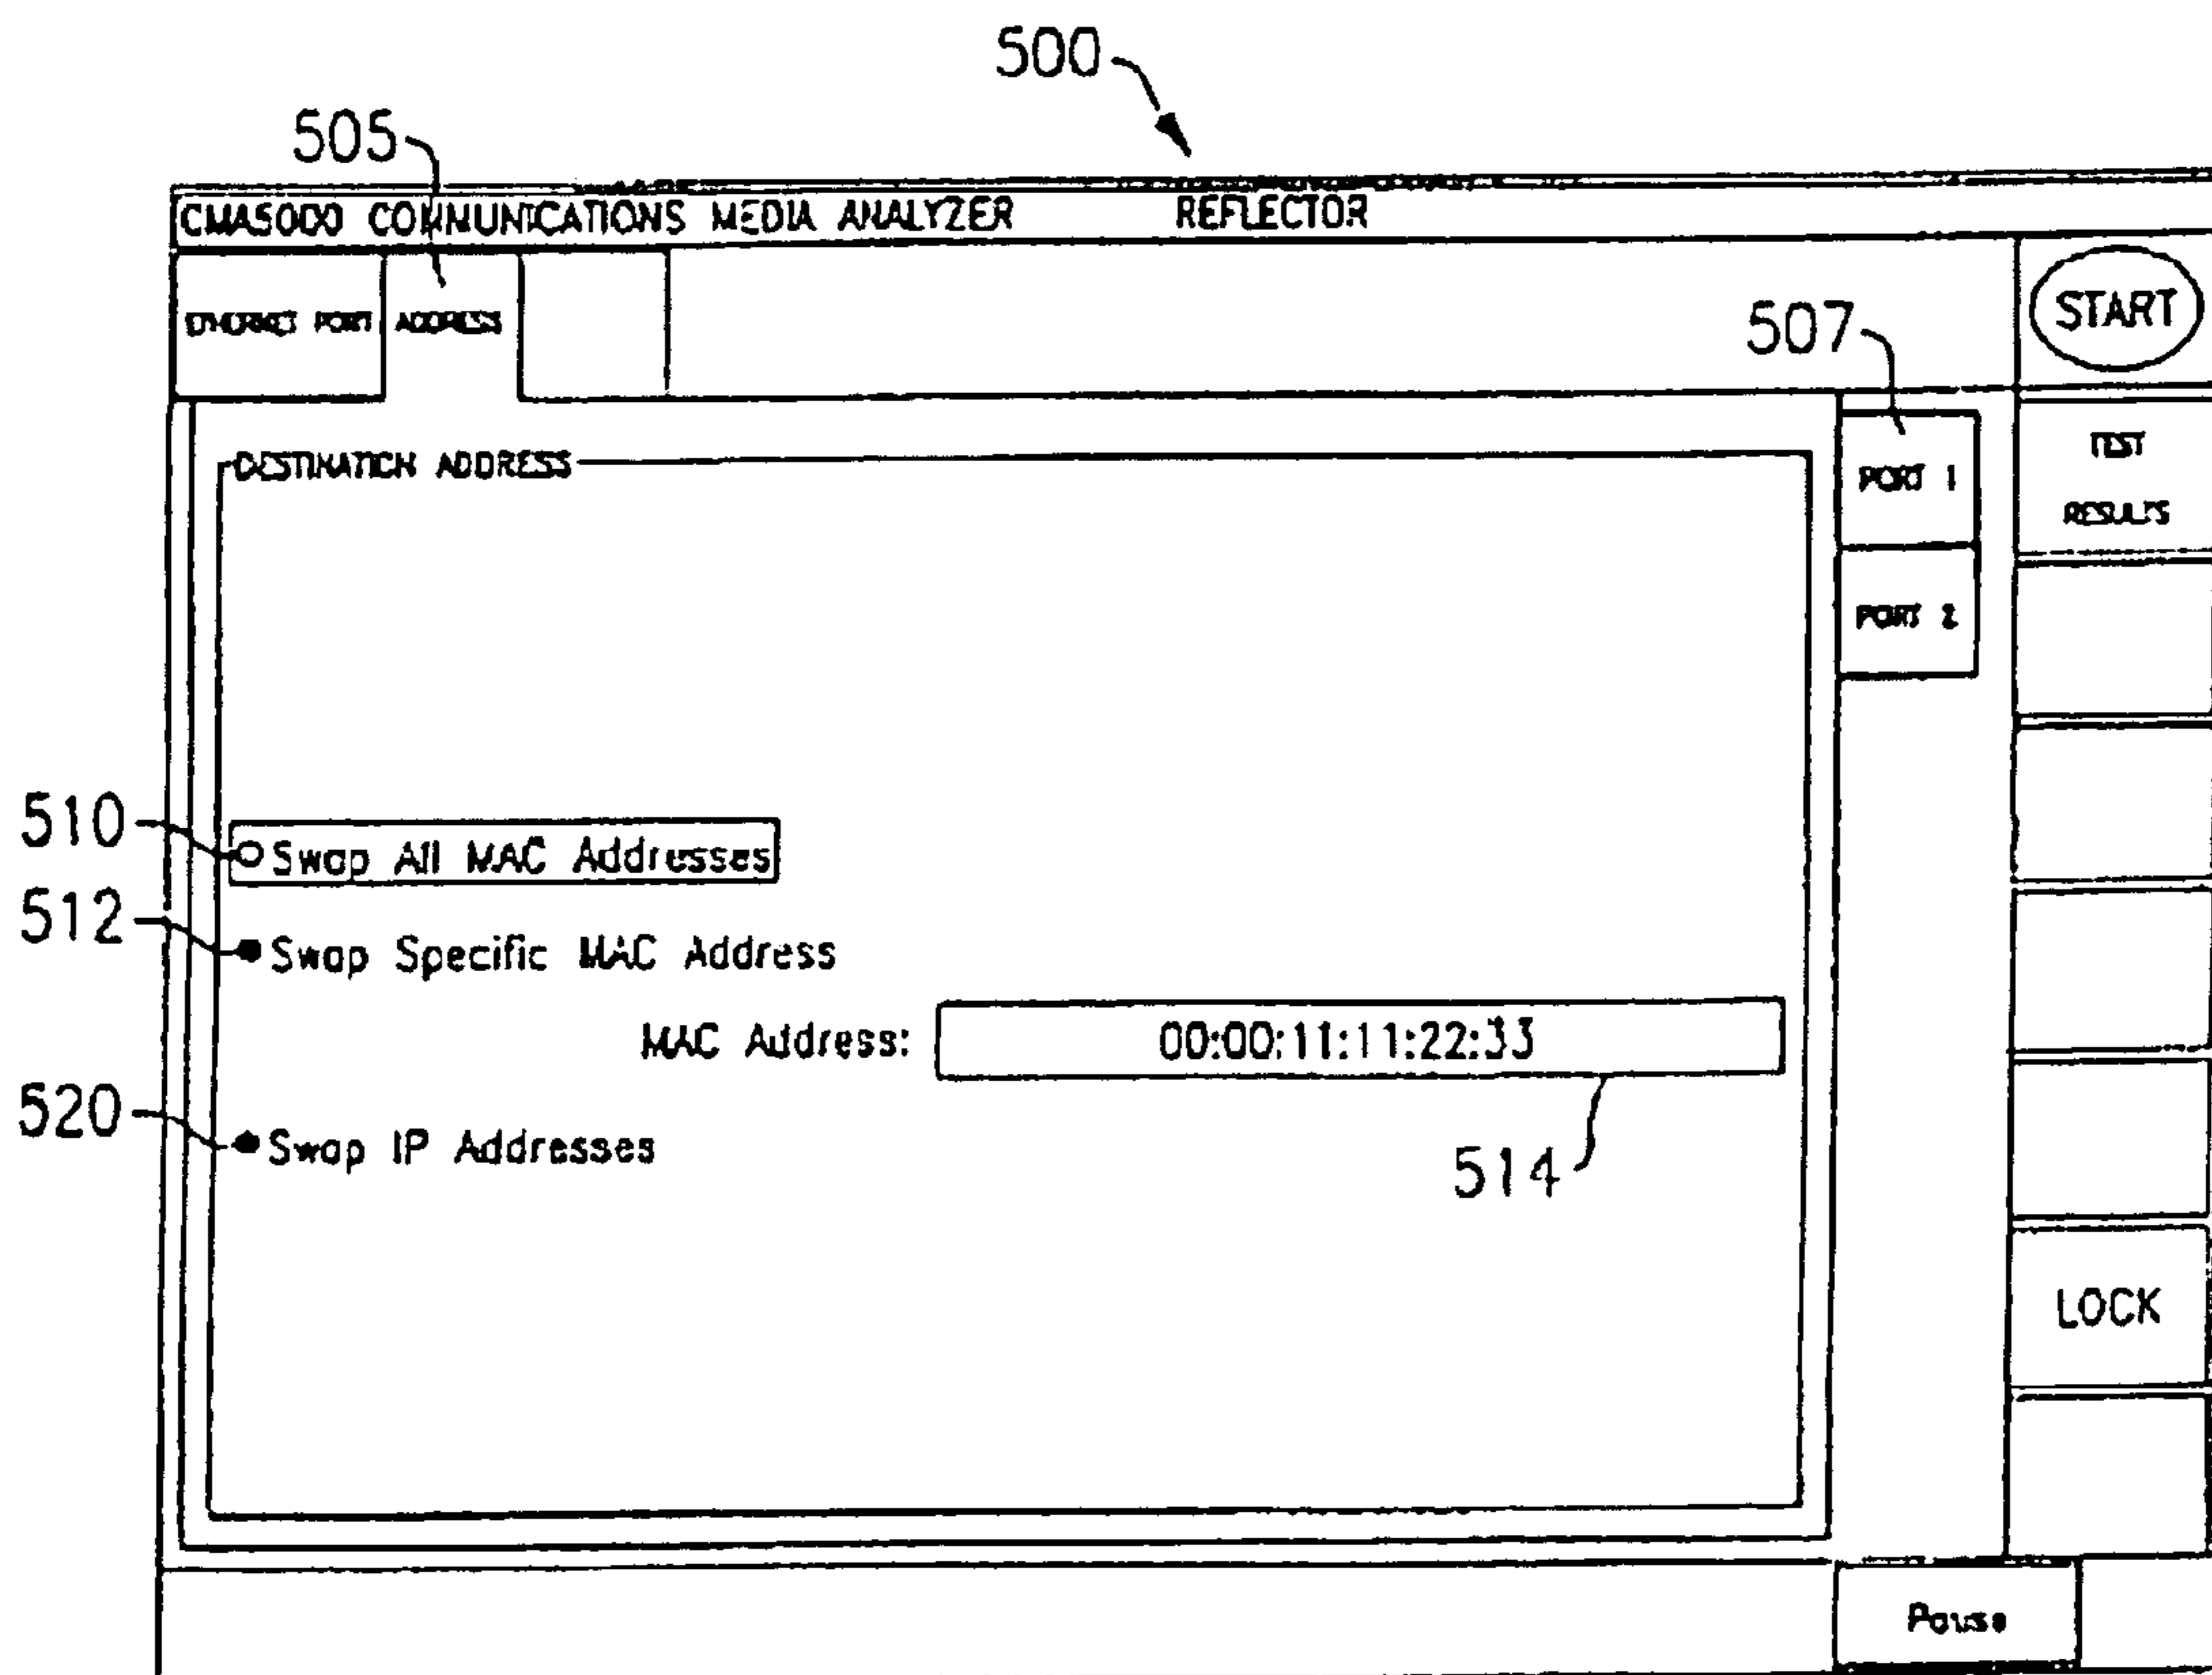 500
505
CMA5000 COMMUNICATIONS MEDIA ANALYZER REFLECTOR
ETHERNET PORT ADDRESS
507
START
DESTINATION ADDRESS
PORT 1
TEST
RESULTS
PORT 2
510
Swap All MAC Addresses
512
Swap Specific MAC Address
MAC Address: 00:00:11:11:22:33
520
Swap IP Addresses
514
LOCK
Pause